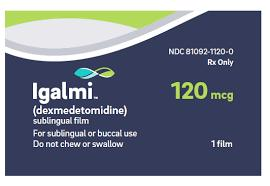 NDC 81092-1120-0
Rx Only
Igalmi™
120 mcg
(dexmedetomidine)
sublingual film
For sublingual or buccal use
Do not chew or swallow
1 film